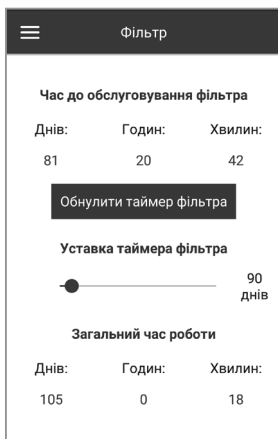 Фільтр
Час до обслуговування фільтра
Днів: Годин: Хвилин:
81 20 42
Обнулити таймер фільтра
Уставка таймера фільтра
90
днів
Загальний час роботи
Днів: Годин: Хвилин:
105 0 18